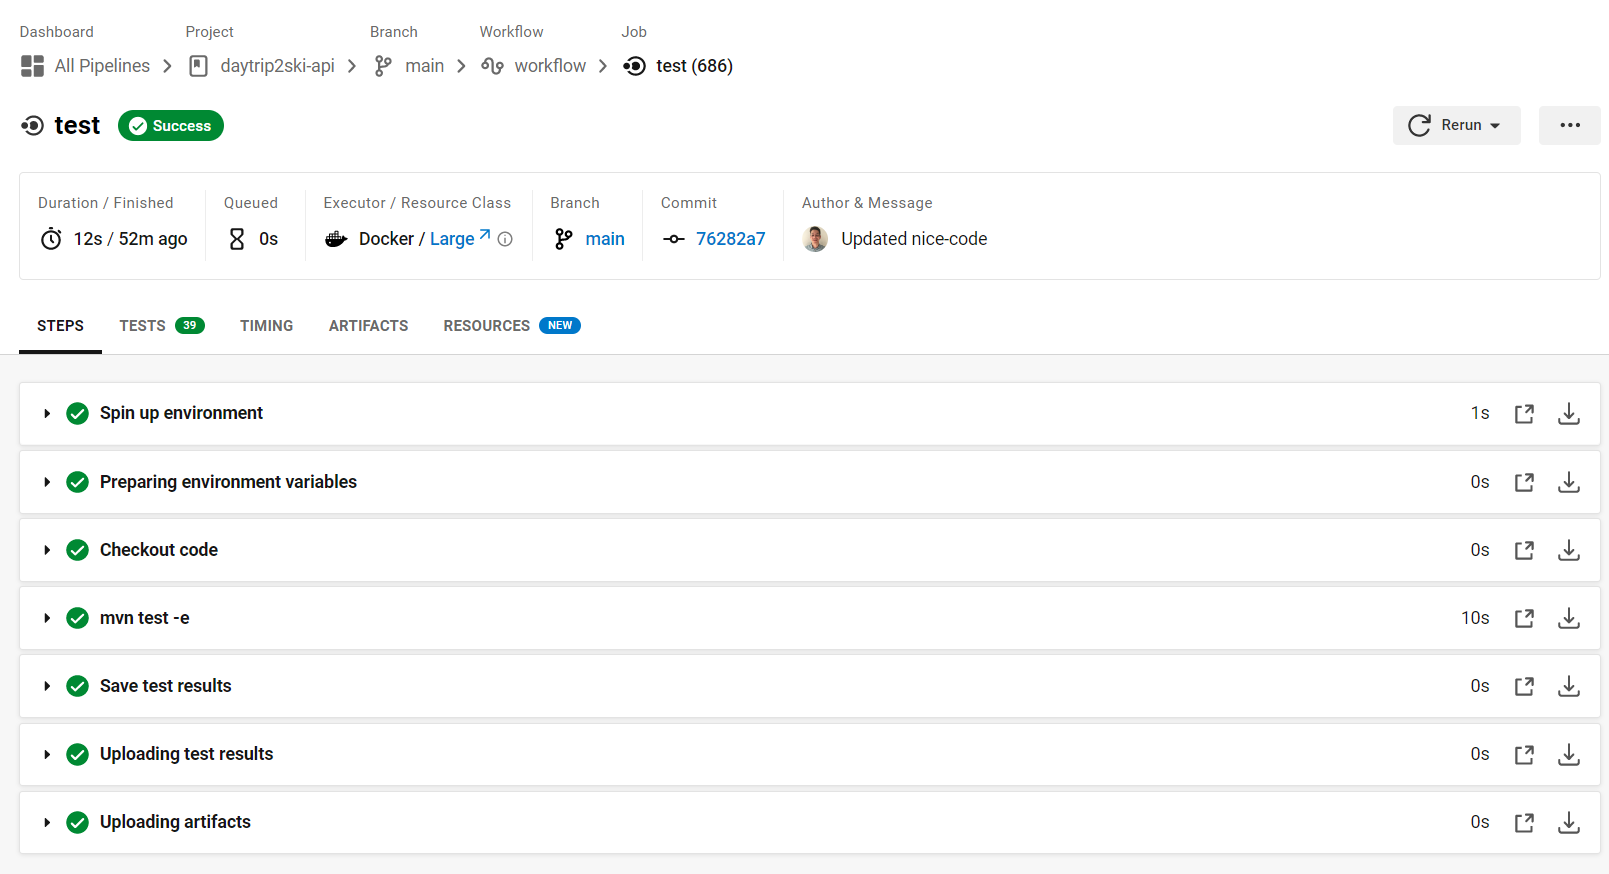 Dashboard Project Branch Workflow Job
All Pipelines daytrip2ski-api main workflow test (686)
test Success Rerun
Duration / Finished Queued Executor / Resource Class Branch Commit Author & Message
12s / 52m ago 0s Docker / Large main 76282a7 Updated nice-code
STEPS TESTS 39 TIMING ARTIFACTS RESOURCES NEW
Spin up environment 1s
Preparing environment variables 0s
Checkout code 0s
mvn test -e 10s
Save test results 0s
Uploading test results 0s
Uploading artifacts 0s